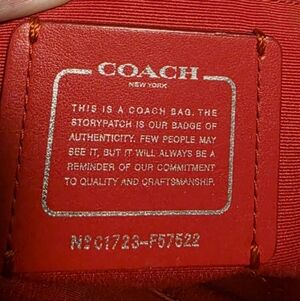 COACH
NEW YORK
THIS IS A COACH BAG. THE
STORYPATCH IS OUR BADGE OF
AUTHENTICITY. FEW PEOPLE MAY
SEE IT, BUT IT WILL ALWAYS BE A
REMINDER OF OUR COMMITMENT
TO QUALITY AND CRAFTSMANSHIP.
NS C1723-F57522